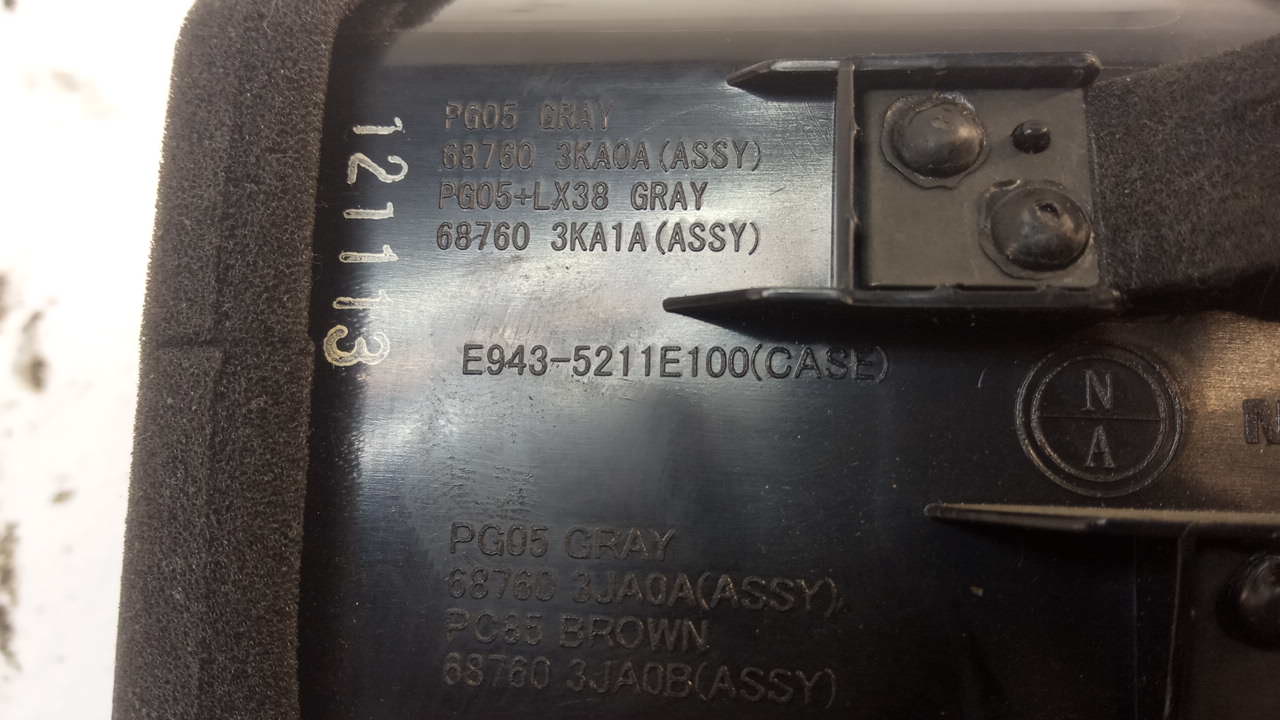 PG05 GRAY
68760 3KA0A(ASSY)
PG05+LX38 GRAY
68760 3KA1A(ASSY)
121113
E943-5211E100(CASE)
N
A
PG05 GRAY
68760 3JA0A(ASSY)
PC85 BROWN
68760 3JA0B(ASSY)